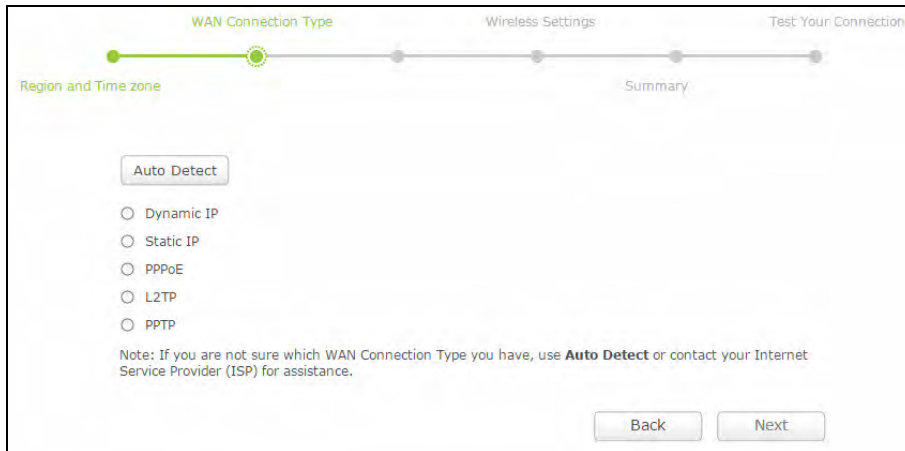 WAN Connection Type Wireless Settings Test Your Connection
Region and Time zone Summary
Auto Detect
Dynamic IP
Static IP
PPPoE
L2TP
PPTP
Note: If you are not sure which WAN Connection Type you have, use Auto Detect or contact your Internet
Service Provider (ISP) for assistance.
Back Next